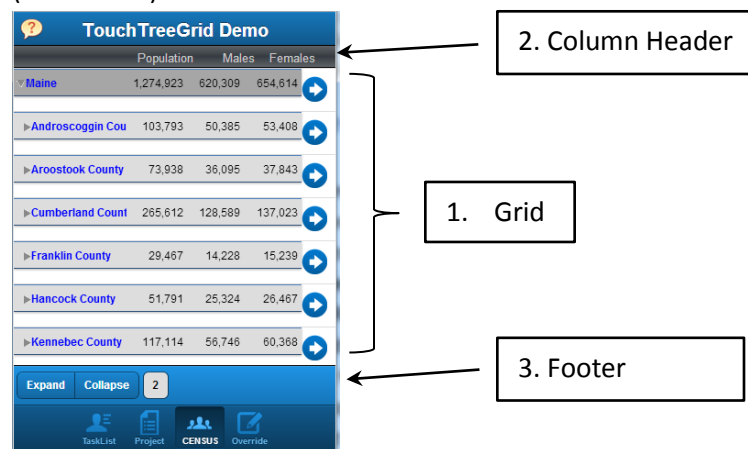 ?
TouchTreeGrid Demo
Population Males Females
Maine 1,274,923 620,309 654,614
Androscoggin Cou 103,793 50,385 53,408
Aroostook County 73,938 36,095 37,843
Cumberland Count 265,612 128,589 137,023
Franklin County 29,467 14,228 15,239
Hancock County 51,791 25,324 26,467
Kennebec County 117,114 56,746 60,368
Expand Collapse 2
TaskList Project CENSUS Override
2. Column Header
1. Grid
3. Footer